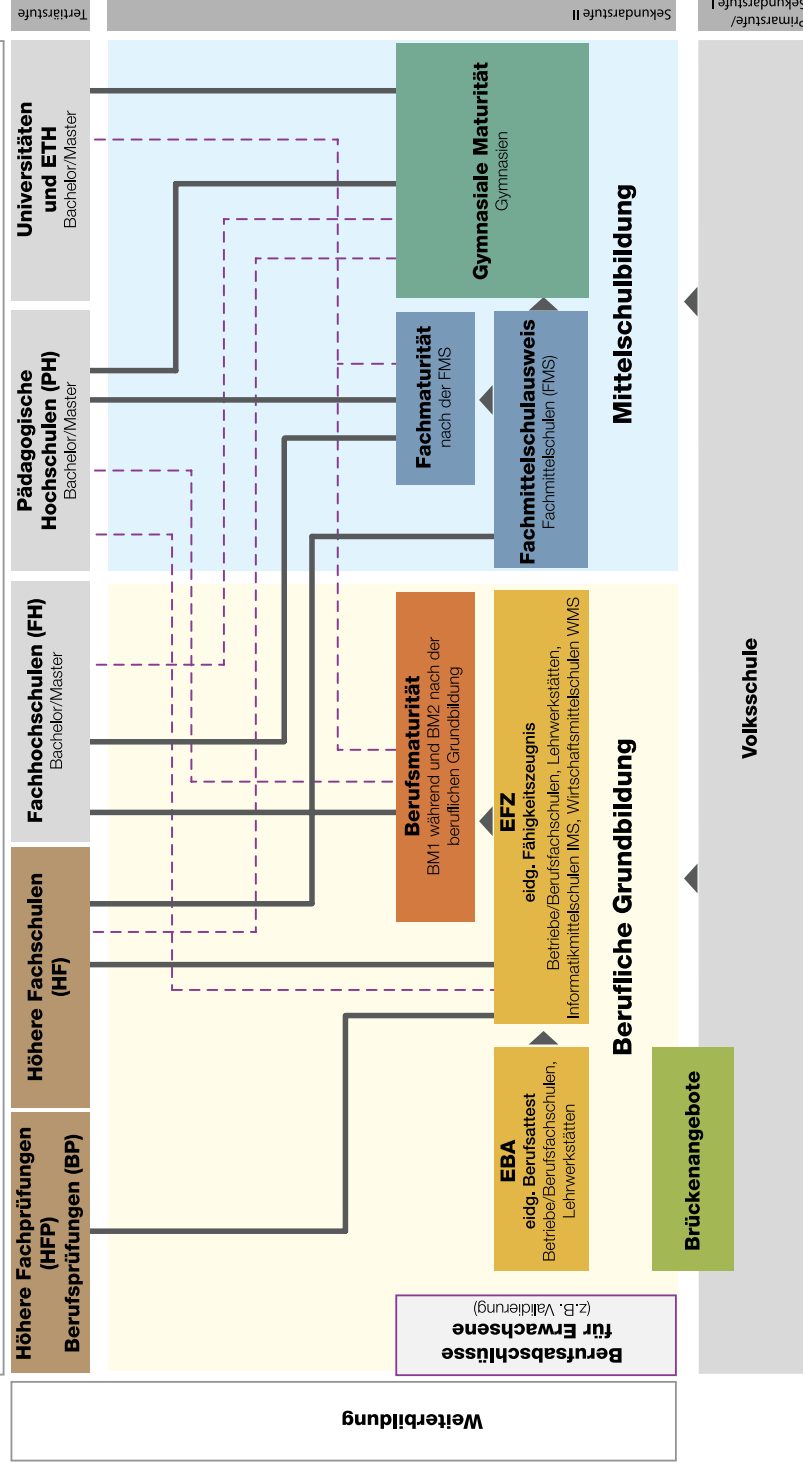 Weiterbildung
Höhere Fachprüfungen
(HFP)
Berufsprüfungen (BP)
Höhere Fachschulen
(HF)
Fachhochschulen (FH)
Bachelor/Master
Pädagogische
Hochschulen (PH)
Bachelor/Master
Universitäten
und ETH
Bachelor/Master
Tertiärstufe
Berufsabschlüsse
für Erwachsene
(z.B. Validierung)
Berufsmaturität
BM1 während und BM2 nach der
beruflichen Grundbildung
Fachmaturität
nach der FMS
Gymnasiale Maturität
Gymnasien
EBA
eidg. Berufsattest
Betriebe/Berufsfachschulen,
Lehrwerkstätten
EFZ
eidg. Fähigkeitszeugnis
Betriebe/Berufsfachschulen, Lehrwerkstätten,
Informatikmittelschulen IMS, Wirtschaftsmittelschulen WMS
Fachmittelschulausweis
Fachmittelschulen (FMS)
Berufliche Grundbildung
Mittelschulbildung
Sekundarstufe II
Brückenangebote
Volksschule
Primarstufe/
Sekundarstufe I